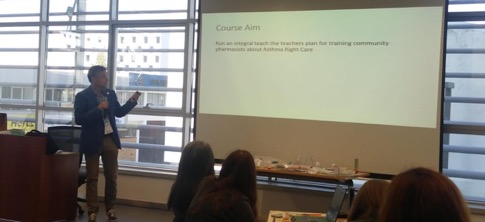 Course Aim
Run an integral teach the teachers plan for training community
pharmacists about Asthma Right Care